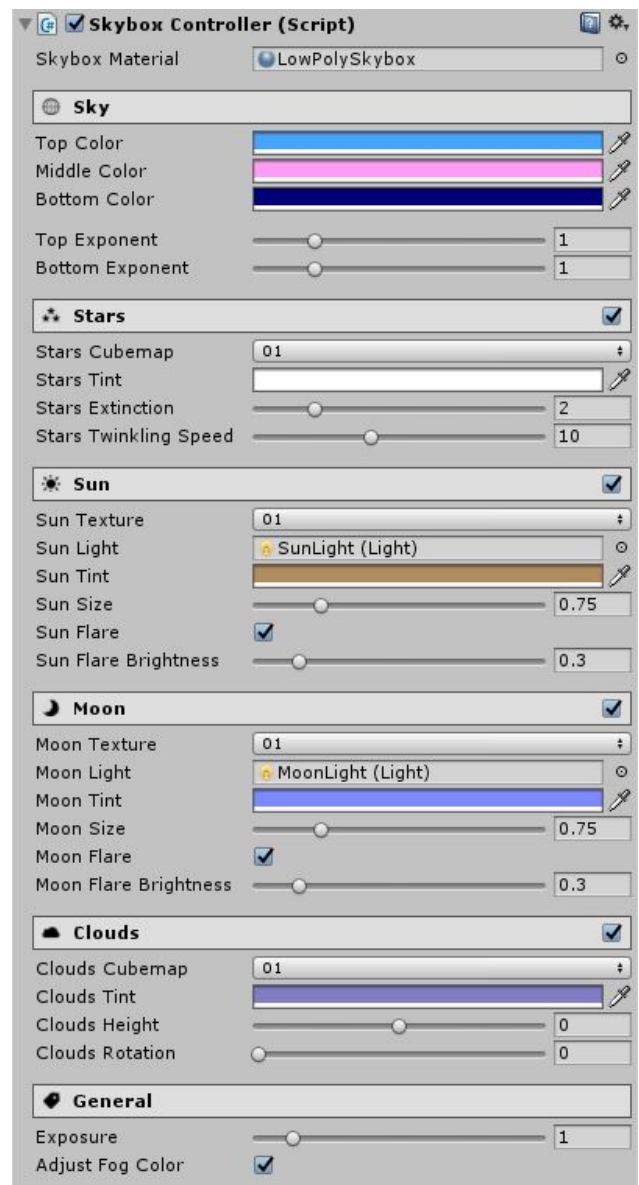 Skybox Controller (Script)
Skybox Material LowPolySkybox
Sky
Top Color
Middle Color
Bottom Color
Top Exponent 1
Bottom Exponent 1
Stars
Stars Cubemap 01
Stars Tint
Stars Extinction 2
Stars Twinkling Speed 10
Sun
Sun Texture 01
Sun Light SunLight (Light)
Sun Tint
Sun Size 0.75
Sun Flare
Sun Flare Brightness 0.3
Moon
Moon Texture 01
Moon Light MoonLight (Light)
Moon Tint
Moon Size 0.75
Moon Flare
Moon Flare Brightness 0.3
Clouds
Clouds Cubemap 01
Clouds Tint
Clouds Height 0
Clouds Rotation 0
General
Exposure 1
Adjust Fog Color